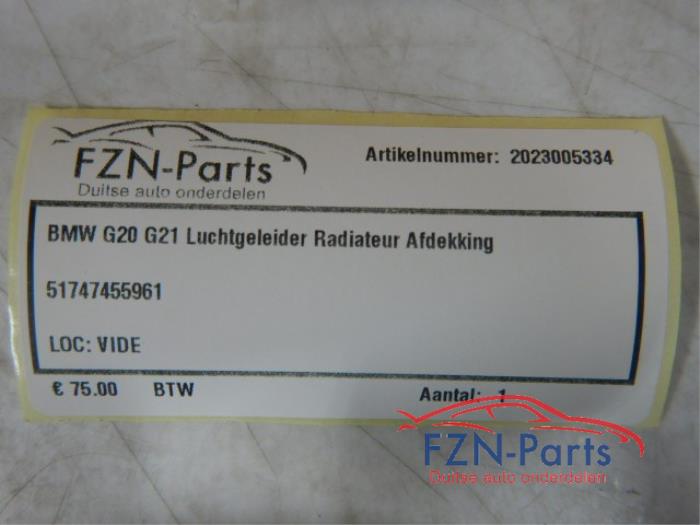 FZN-Parts
Duitse auto onderdelen
Artikelnummer: 2023005334
BMW G20 G21 Luchtgeleider Radiateur Afdekking
51747455961
LOC: VIDE
€ 75.00 BTW
Aantal: 1
FZN-Parts
Duitse auto onderdelen